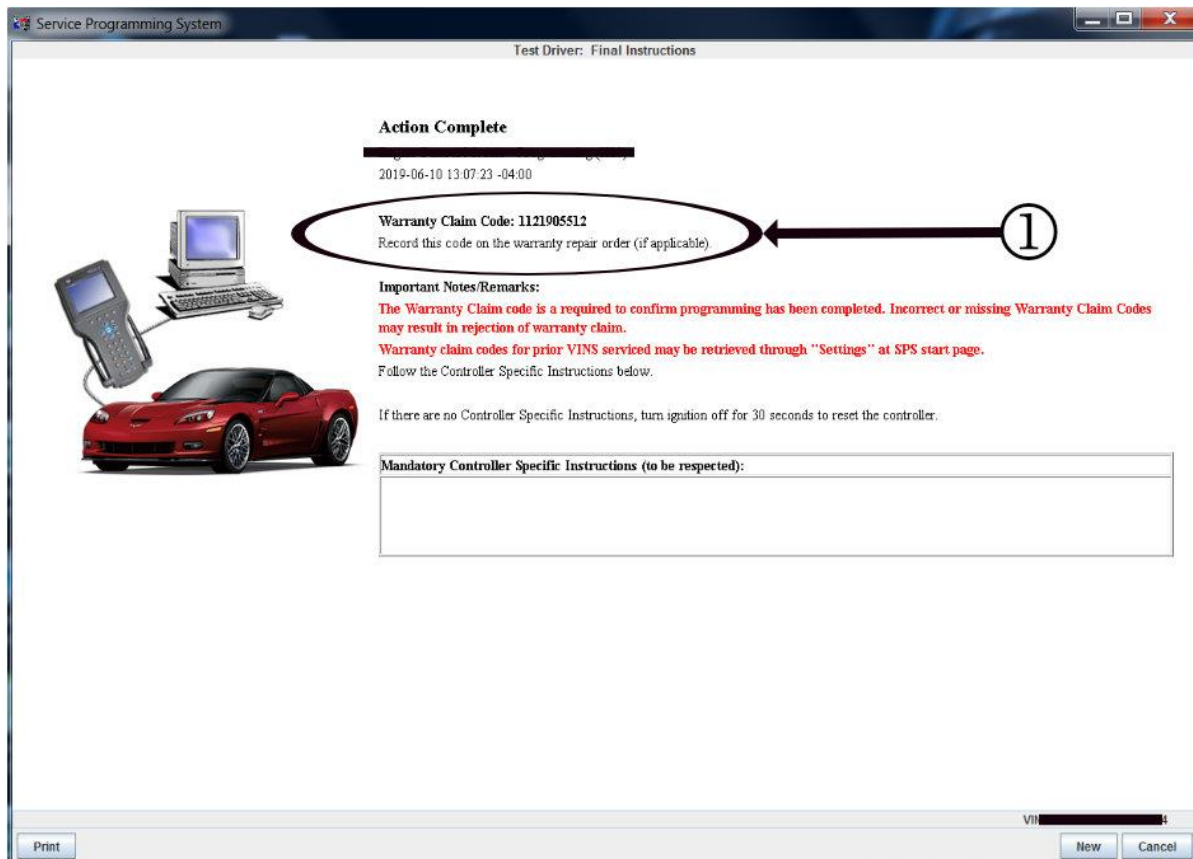 Service Programming System
Test Driver: Final Instructions
Action Complete
2019-06-10 13:07:23 -04:00
Warranty Claim Code: 1121905512
Record this code on the warranty repair order (if applicable).
1
Important Notes/Remarks:
The Warranty Claim code is a required to confirm programming has been completed. Incorrect or missing Warranty Claim Codes
may result in rejection of warranty claim.
Warranty claim codes for prior VINS serviced may be retrieved through "Settings" at SPS start page.
Follow the Controller Specific Instructions below.
If there are no Controller Specific Instructions, turn ignition off for 30 seconds to reset the controller.
Mandatory Controller Specific Instructions (to be respected):
VIN 4
Print
New
Cancel